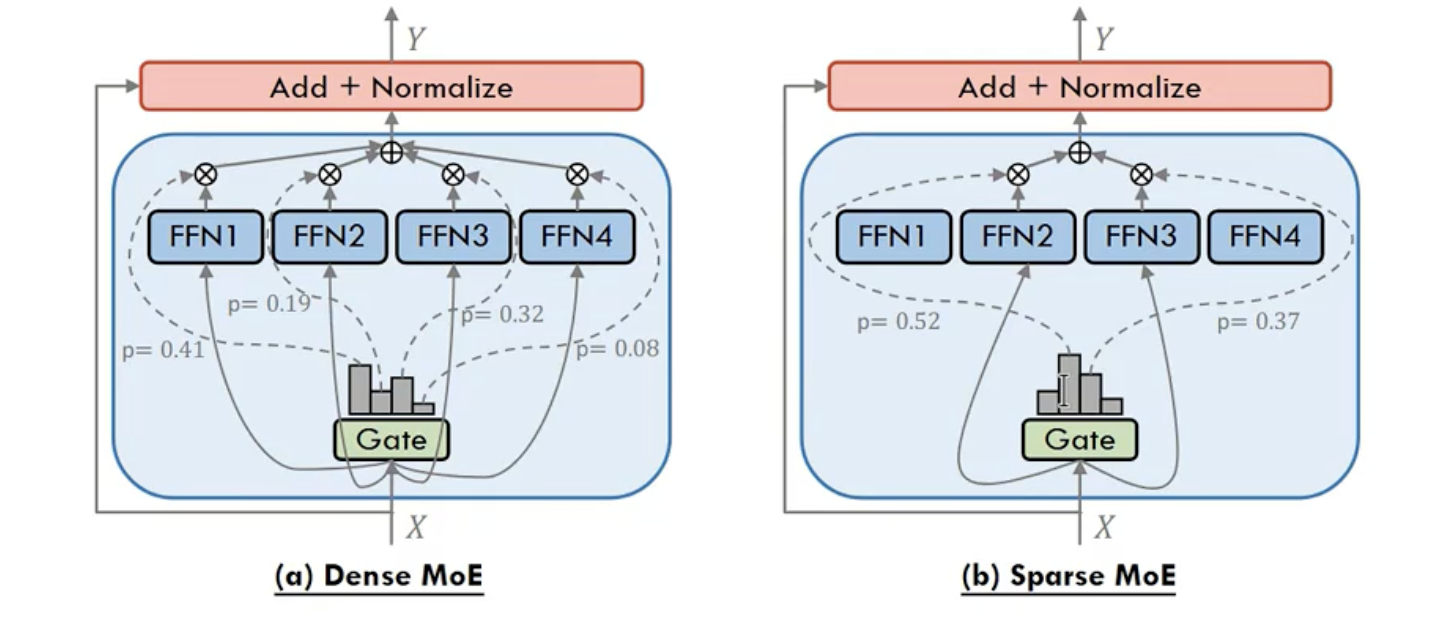 Y
Add + Normalize
FFN1 FFN2 FFN3 FFN4
p= 0.19
p= 0.32
p= 0.41
p= 0.08
Gate
X
(a) Dense MoE
Y
Add + Normalize
FFN1 FFN2 FFN3 FFN4
p= 0.52
p= 0.37
Gate
X
(b) Sparse MoE